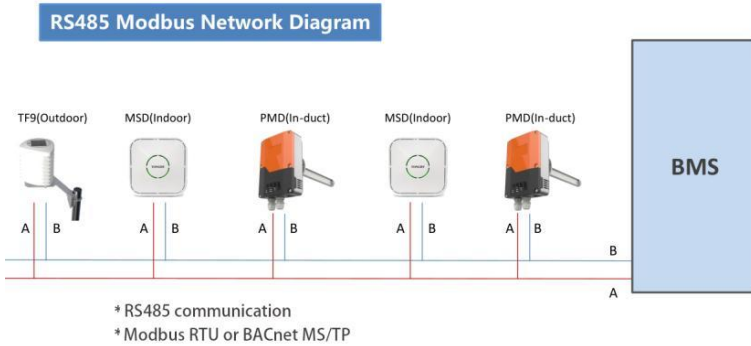 RS485 Modbus Network Diagram
TF9(Outdoor) MSD(Indoor) PMD(In-duct) MSD(Indoor) PMD(In-duct)
BMS
A B A B A B A B A B
B
A
* RS485 communication
* Modbus RTU or BACnet MS/TP